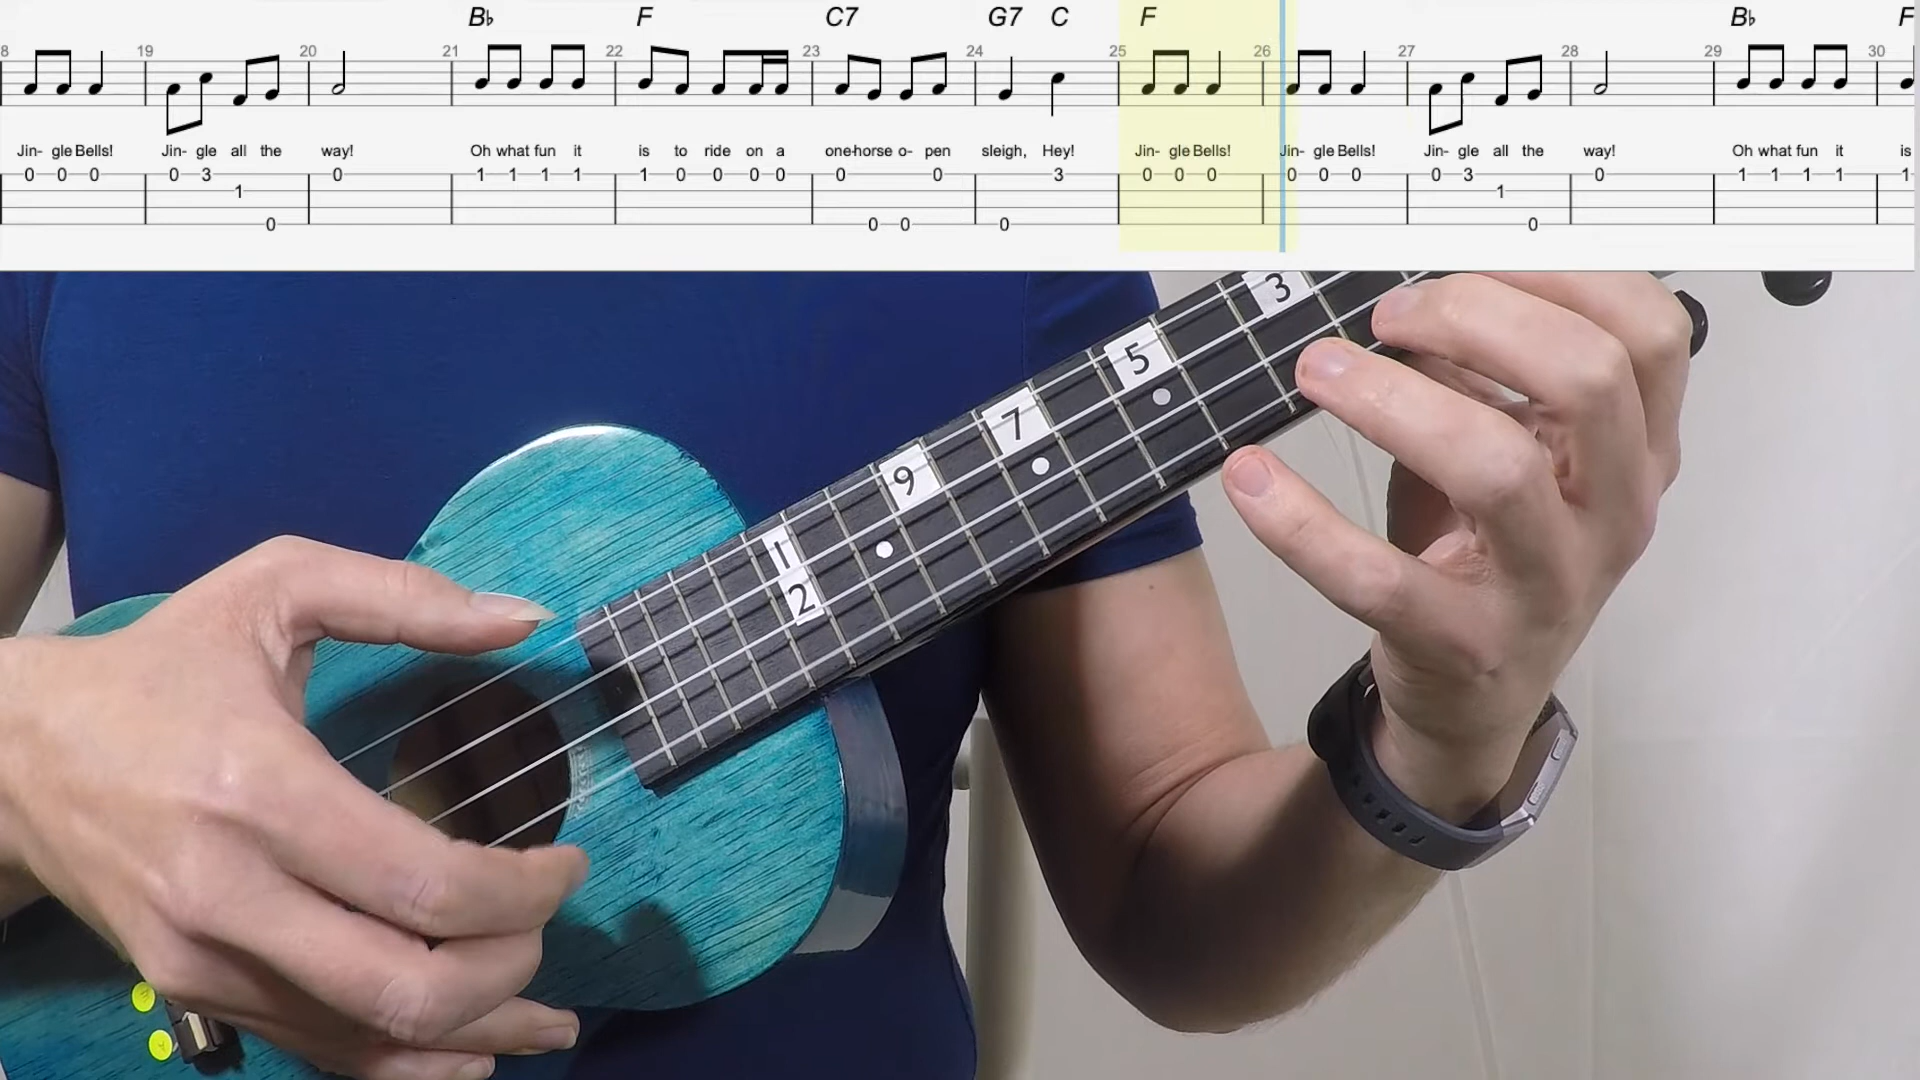 B♭ F C7 G7 C F B♭ F
8 19 20 21 22 23 24 25 26 27 28 29 30
Jin- gle Bells! Jin- gle all the way! Oh what fun it is to ride on a one-horse o- pen sleigh, Hey! Jin- gle Bells! Jin- gle Bells! Jin- gle all the way! Oh what fun it is
0 0 0 0 3 0 1 1 1 1 1 0 0 0 0 0 0 3 0 0 0 0 0 0 0 3 0 1 1 1 1 1
1 1
0 0 0 0 0
3
5
7
9
11
2